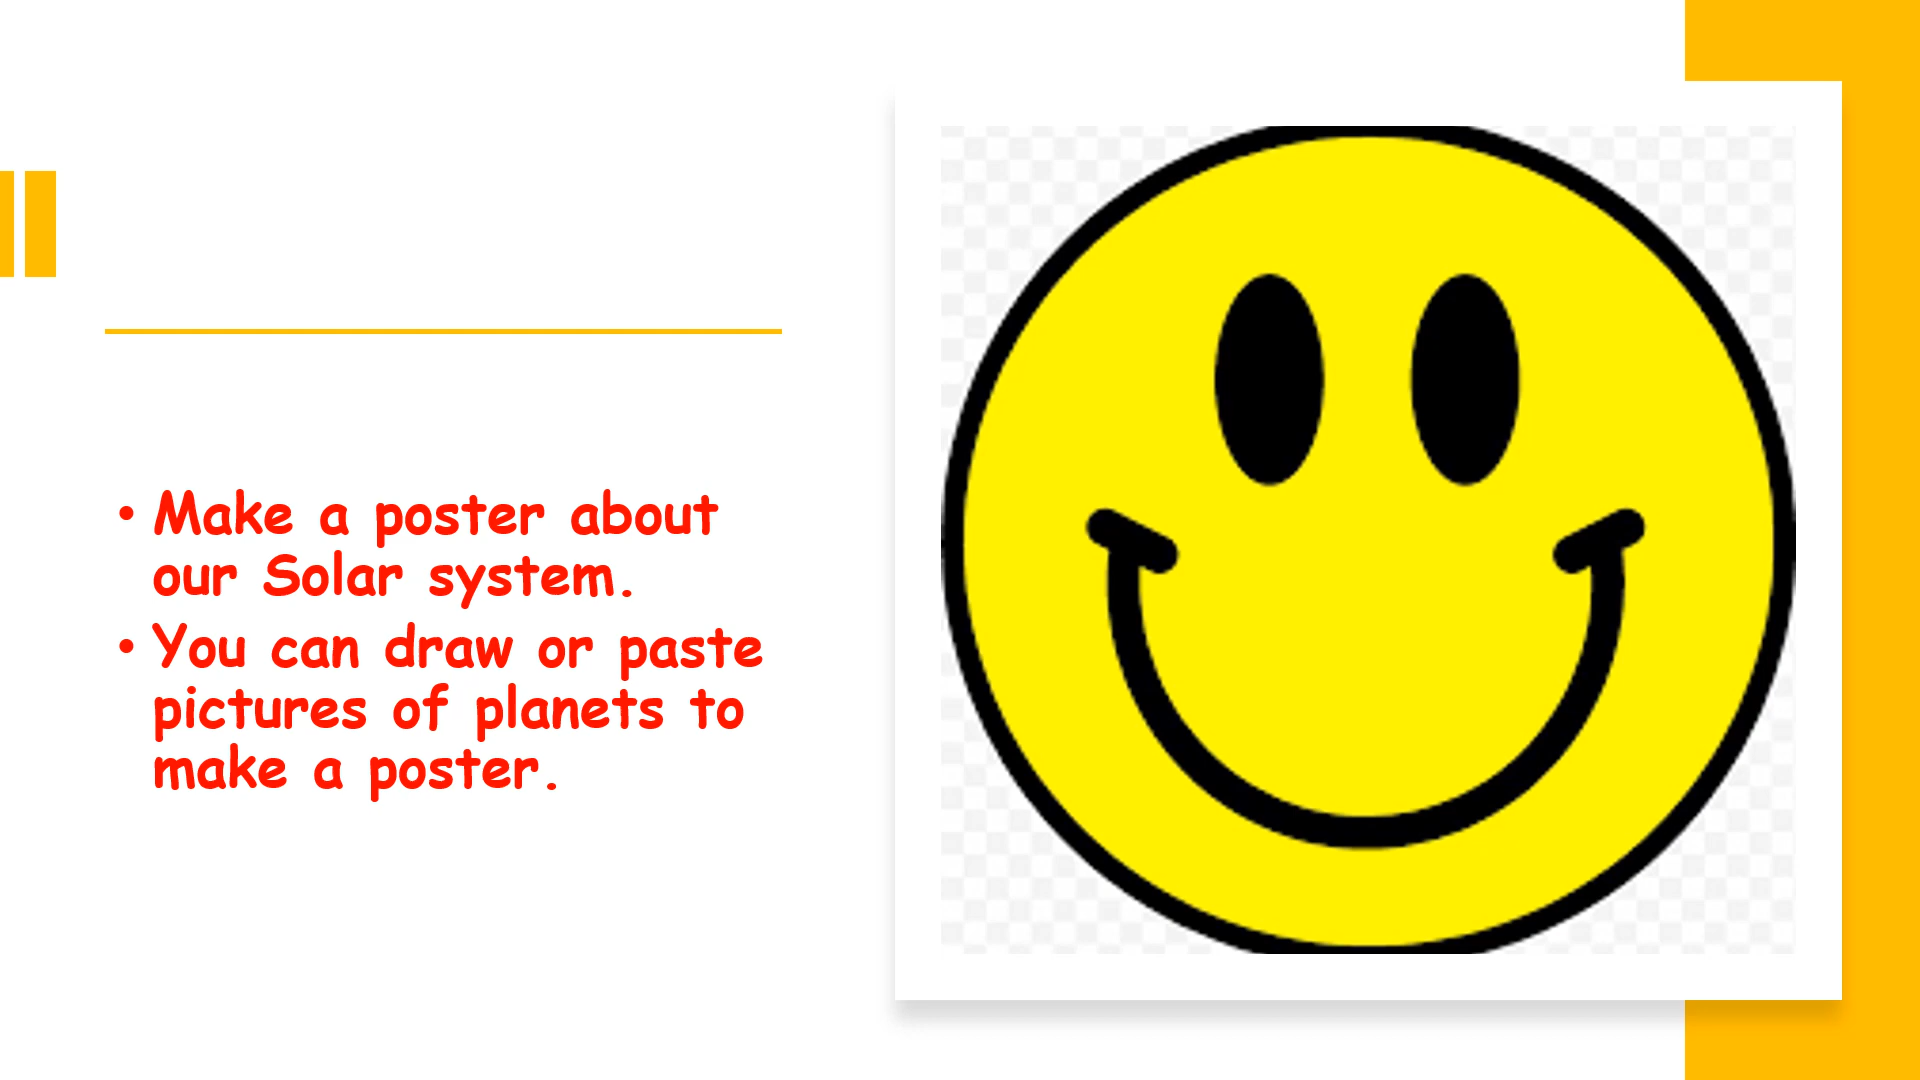 • Make a poster about
our Solar system.
• You can draw or paste
pictures of planets to
make a poster.